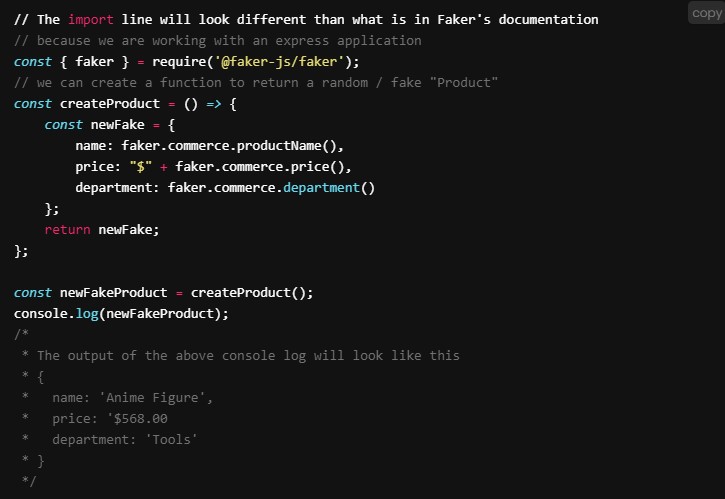 copy
// The import line will look different than what is in Faker's documentation
// because we are working with an express application
const { faker } = require('@faker-js/faker');
// we can create a function to return a random / fake "Product"
const createProduct = () => {
    const newFake = {
        name: faker.commerce.productName(),
        price: "$" + faker.commerce.price(),
        department: faker.commerce.department()
    };
    return newFake;
};

const newFakeProduct = createProduct();
console.log(newFakeProduct);
/*
 * The output of the above console log will look like this
 * {
 *   name: 'Anime Figure',
 *   price: '$568.00
 *   department: 'Tools'
 * }
 */